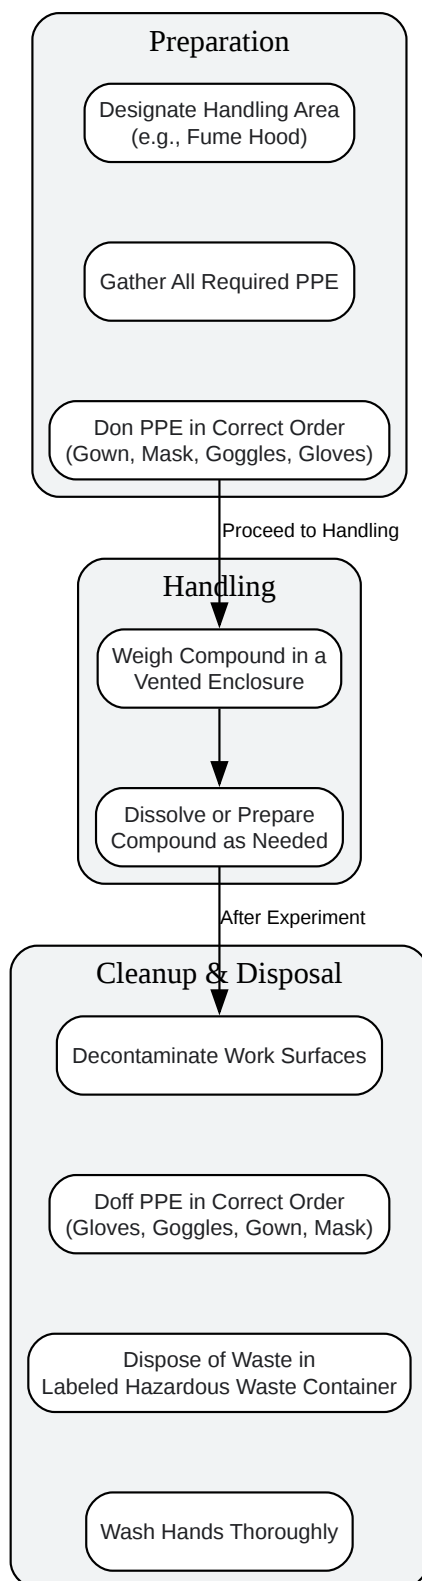 Preparation
Designate Handling Area
(e.g., Fume Hood)
Gather All Required PPE
Don PPE in Correct Order
(Gown, Mask, Goggles, Gloves)
Proceed to Handling
Handling
Weigh Compound in a
Vented Enclosure
Dissolve or Prepare
Compound as Needed
After Experiment
Cleanup & Disposal
Decontaminate Work Surfaces
Doff PPE in Correct Order
(Gloves, Goggles, Gown, Mask)
Dispose of Waste in
Labeled Hazardous Waste Container
Wash Hands Thoroughly